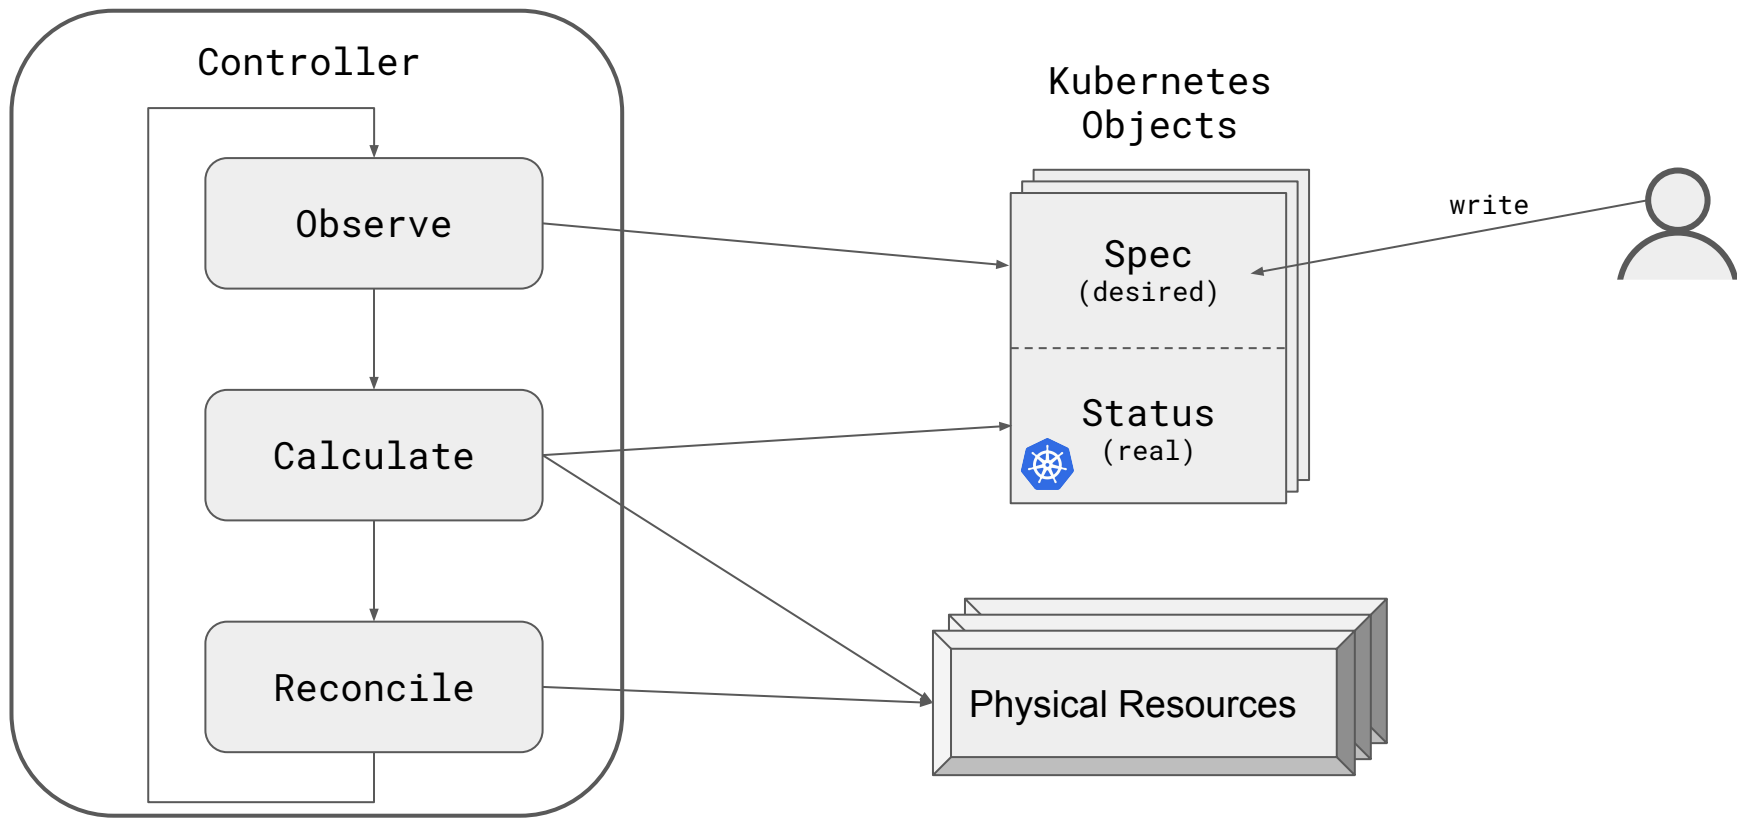 Controller
Observe
Calculate
Reconcile
Kubernetes
Objects
Spec
(desired)
Status
(real)
write
Physical Resources